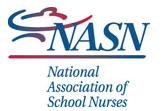 NASN
National
Association of
School Nurses